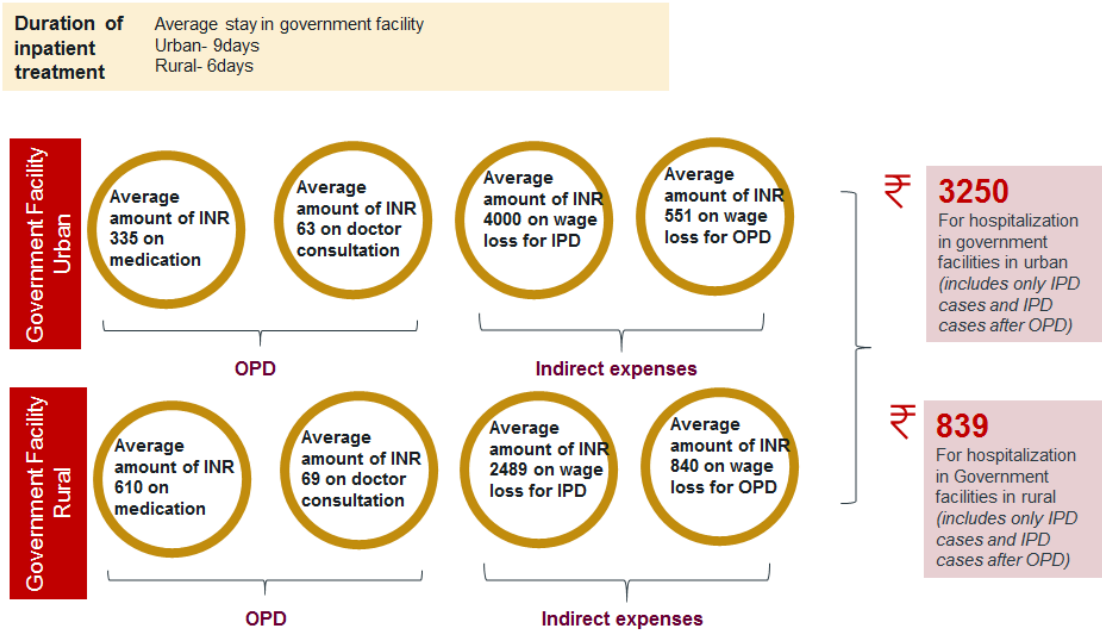 Duration of
inpatient
treatment
Average stay in government facility
Urban- 9days
Rural- 6days
Government Facility
Urban
Average
amount of INR
335 on
medication
Average
amount of INR
63 on doctor
consultation
Average
amount of INR
4000 on wage
loss for IPD
Average
amount of INR
551 on wage
loss for OPD
OPD
Indirect expenses
₹
3250
For hospitalization
in government
facilities in urban
(includes only IPD
cases and IPD
cases after OPD)
Government Facility
Rural
Average
amount of INR
610 on
medication
Average
amount of INR
69 on doctor
consultation
Average
amount of INR
2489 on wage
loss for IPD
Average
amount of INR
840 on wage
loss for OPD
OPD
Indirect expenses
₹
839
For hospitalization
in Government
facilities in rural
(includes only IPD
cases and IPD
cases after OPD)